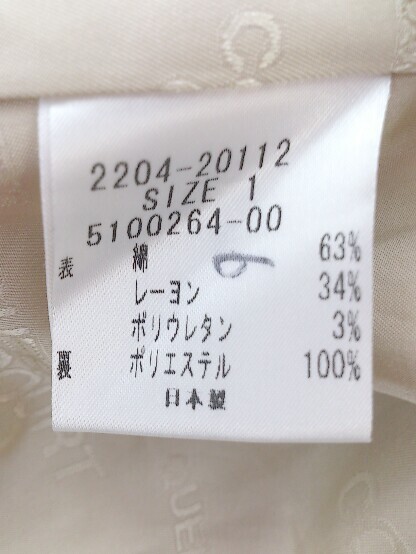 2204-20112
SIZE 1
5100264-00
表 綿 63%
レーヨン 34%
ポリウレタン 3%
裏 ポリエステル 100%
日本製